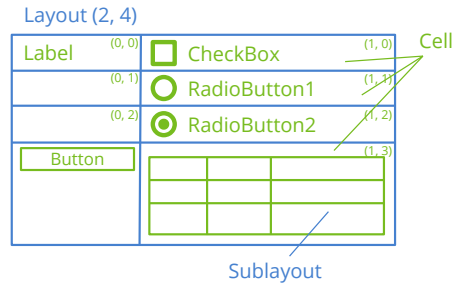 Layout (2, 4)
Label (0, 0) CheckBox (1, 0) Cell
(0, 1) RadioButton1 (1, 1)
(0, 2) RadioButton2 (1, 2)
Button (1, 3)
Sublayout